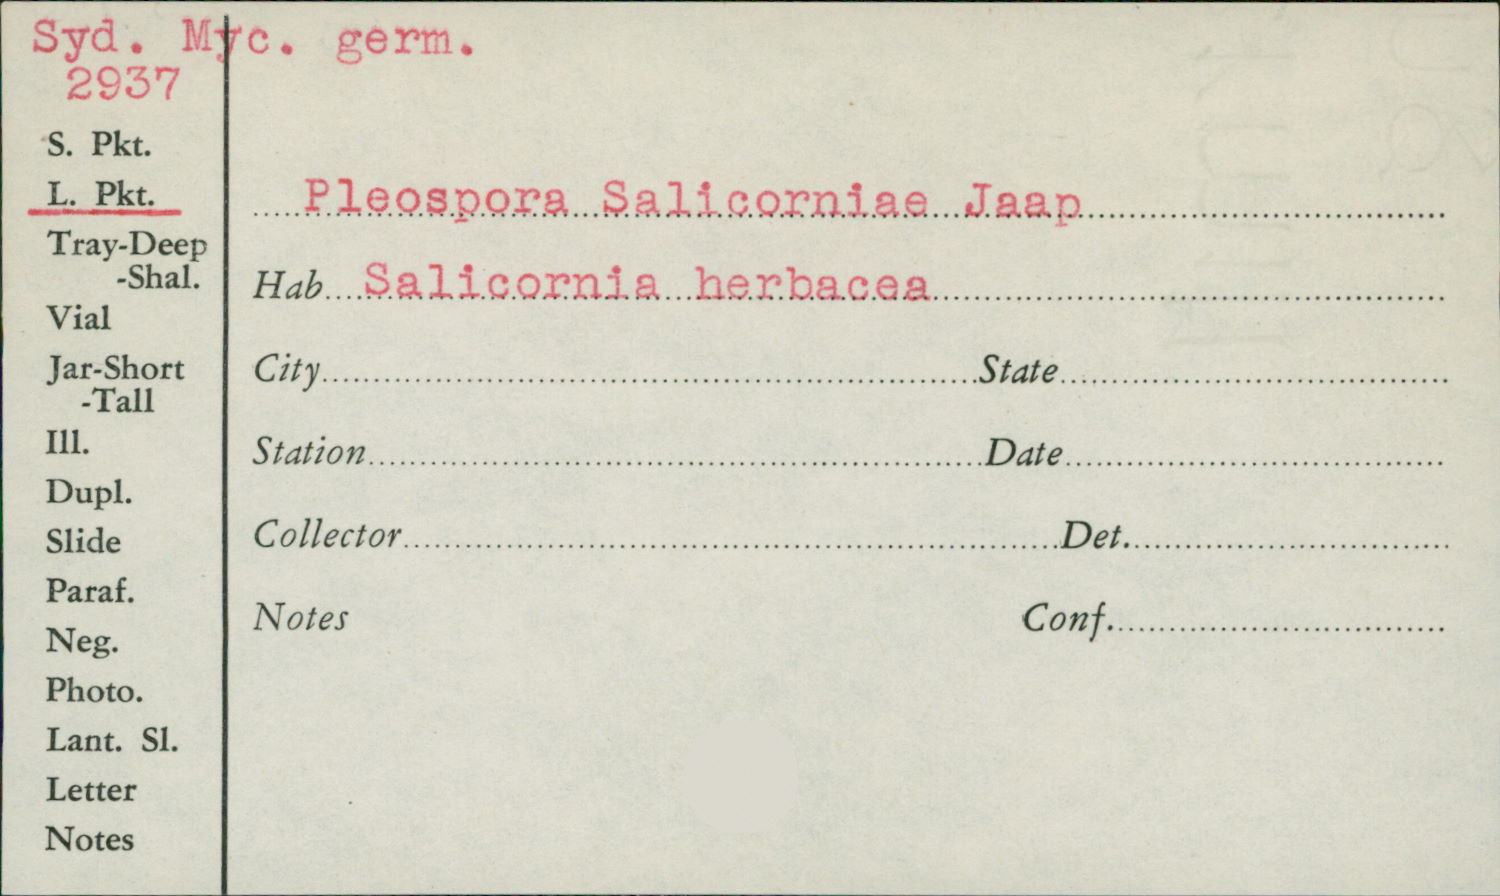 Syd. Myc. germ.
2937
S. Pkt.
L. Pkt.
Tray-Deep
-Shal.
Vial
Jar-Short
-Tall
Ill.
Dupl.
Slide
Paraf.
Neg.
Photo.
Lant. Sl.
Letter
Notes
Pleospora Salicorniae Jaap
Hab. Salicornia herbacea
City
State
Station
Date
Collector
Det.
Notes
Conf.